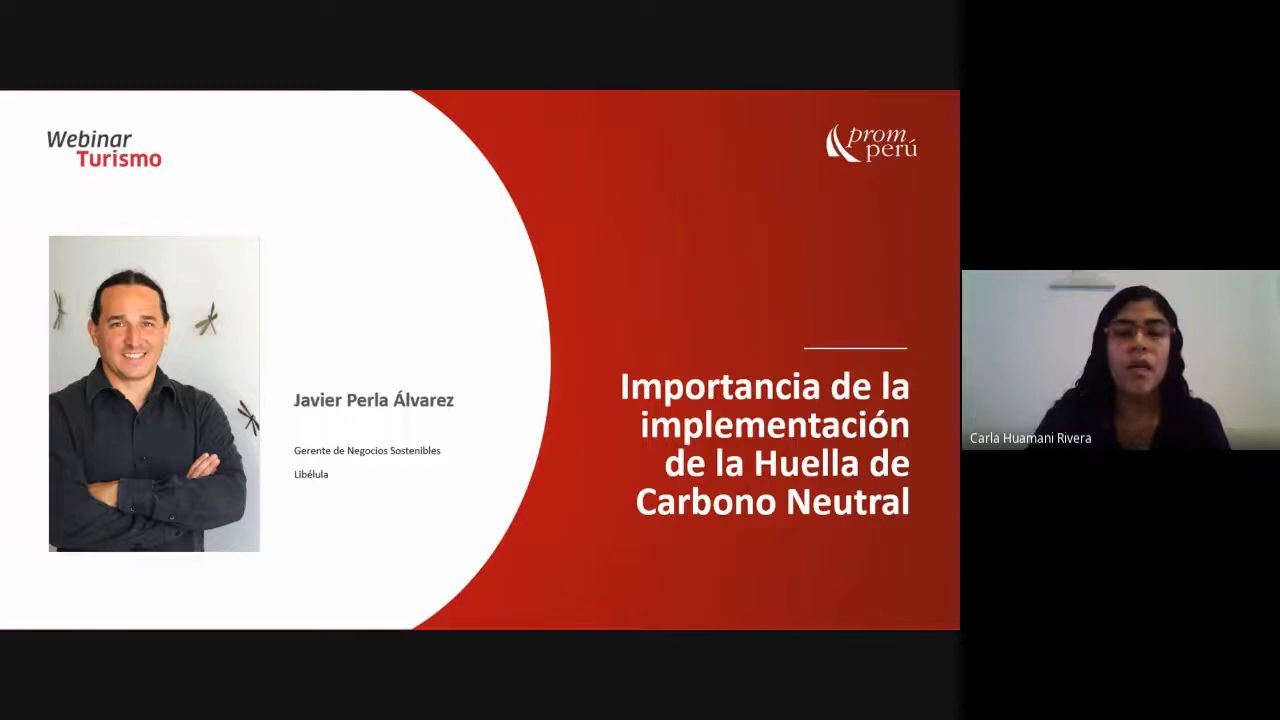 Webinar
Turismo
prom
perú
Javier Perla Álvarez
Gerente de Negocios Sostenibles
Libélula
Importancia de la
implementación
de la Huella de
Carbono Neutral
Carla Huamani Rivera